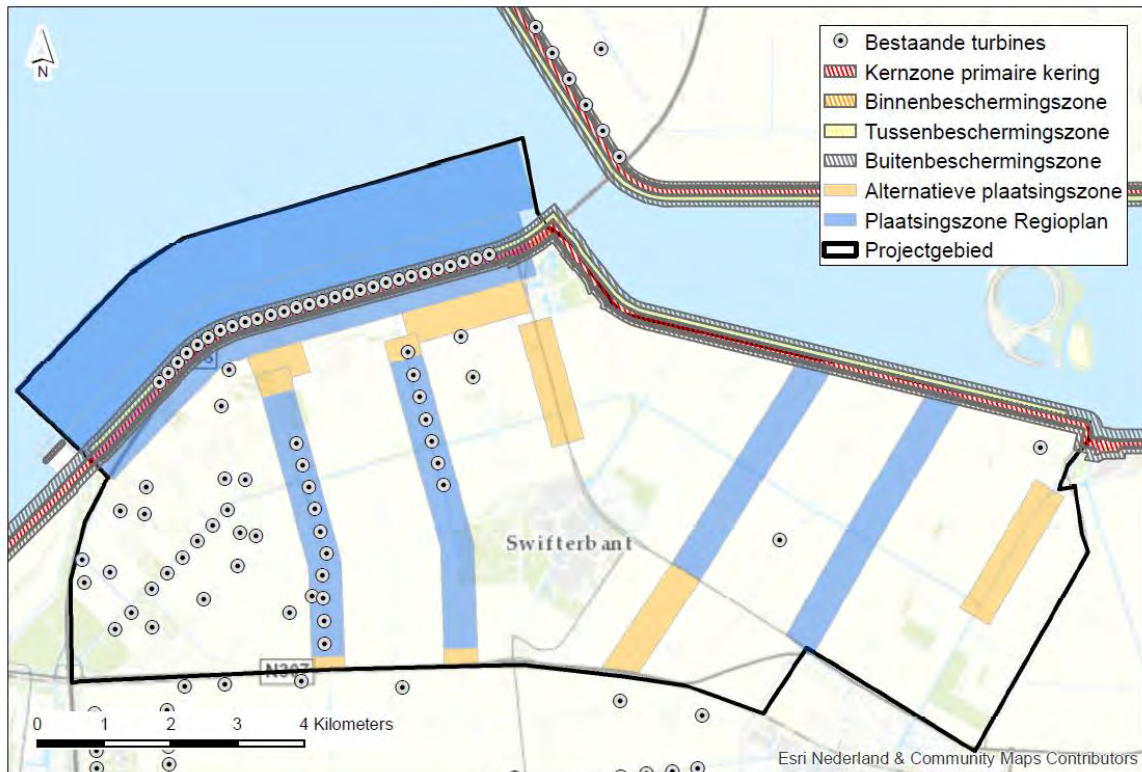 N
Bestaande turbines
Kernzone primaire kering
Binnenbeschermingszone
Tussenbeschermingszone
Buitenbeschermingszone
Alternatieve plaatsingszone
Plaatsingszone Regioplan
Projectgebied
Swifterbant
N307
0 1 2 3 4 Kilometers
Esri Nederland & Community Maps Contributors